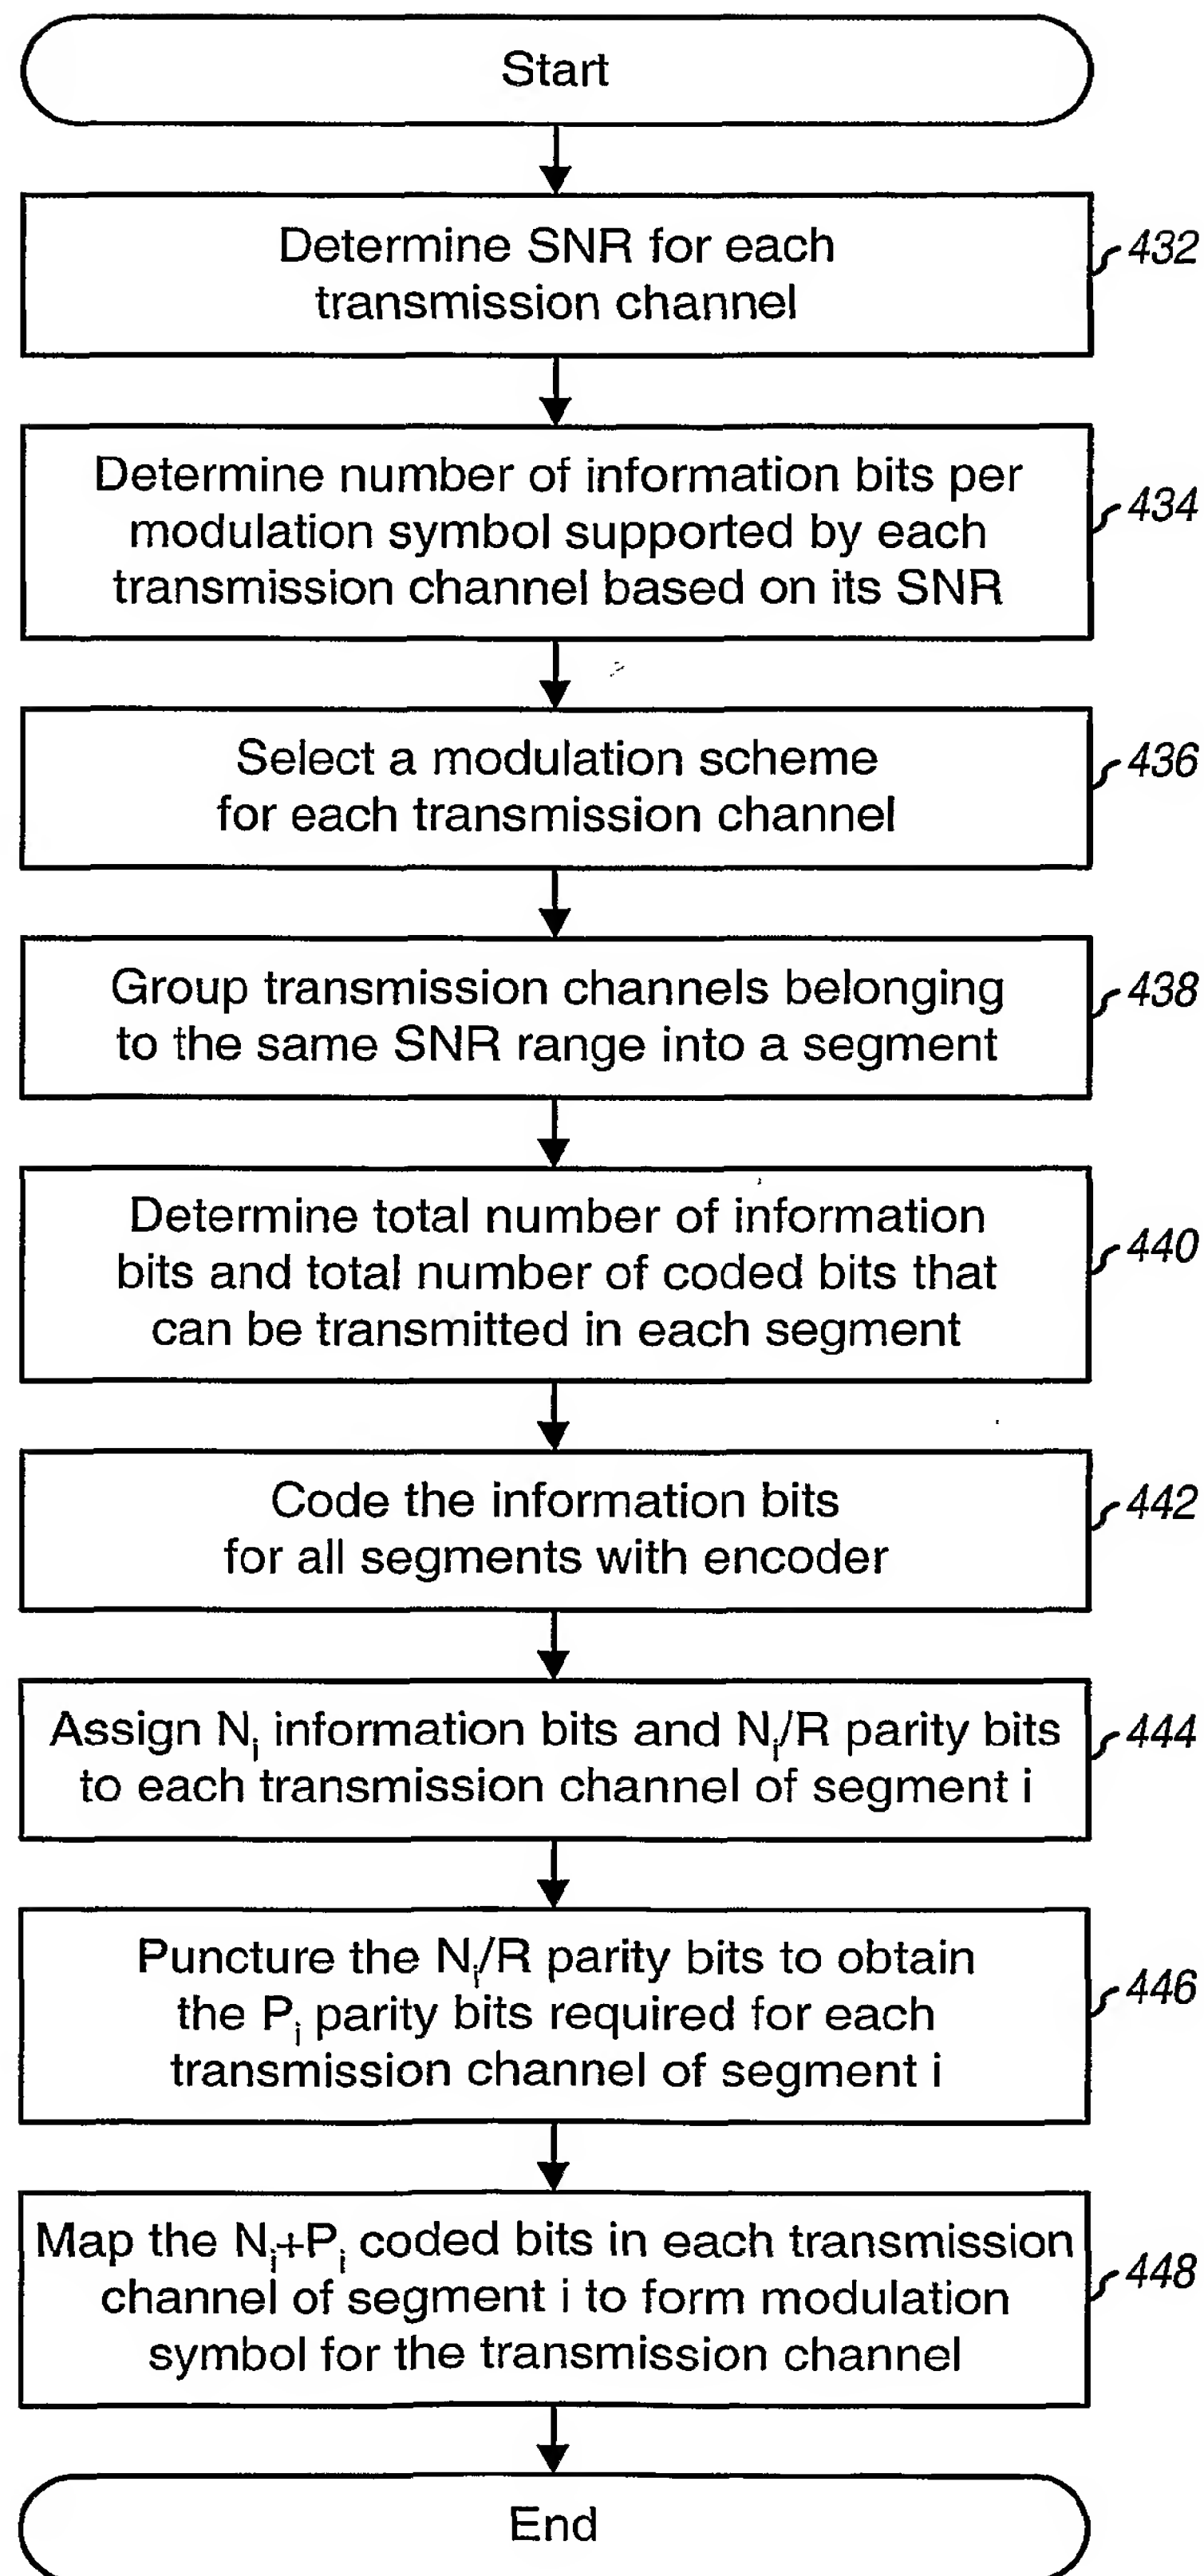 Start
Determine SNR for each
transmission channel
432
Determine number of information bits per
modulation symbol supported by each
transmission channel based on its SNR
434
Select a modulation scheme
for each transmission channel
436
Group transmission channels belonging
to the same SNR range into a segment
438
Determine total number of information
bits and total number of coded bits that
can be transmitted in each segment
440
Code the information bits
for all segments with encoder
442
Assign Nᵢ information bits and Nᵢ/R parity bits
to each transmission channel of segment i
444
Puncture the Nᵢ/R parity bits to obtain
the Pᵢ parity bits required for each
transmission channel of segment i
446
Map the Nᵢ+Pᵢ coded bits in each transmission
channel of segment i to form modulation
symbol for the transmission channel
448
End